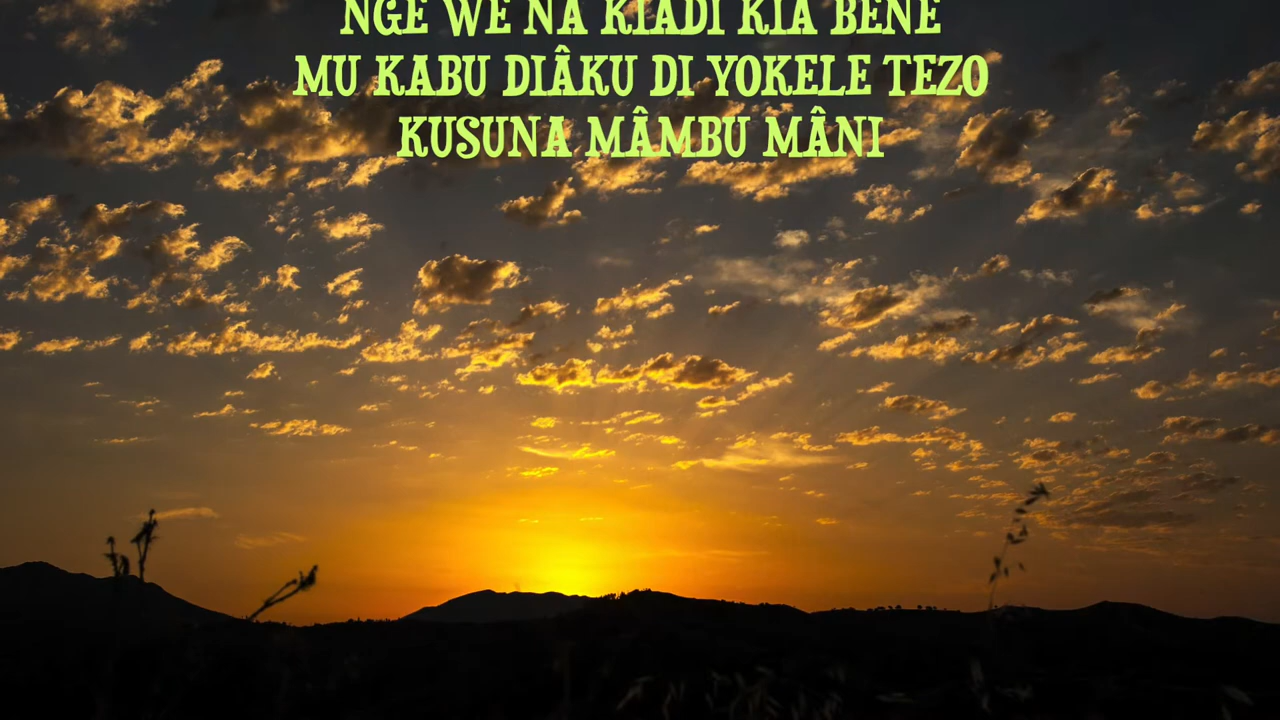 NGE WE NA KIADI KIA BENE
MU KABU DIÂKU DI YOKELE TEZO
KUSUNA MÂMBU MÂNI